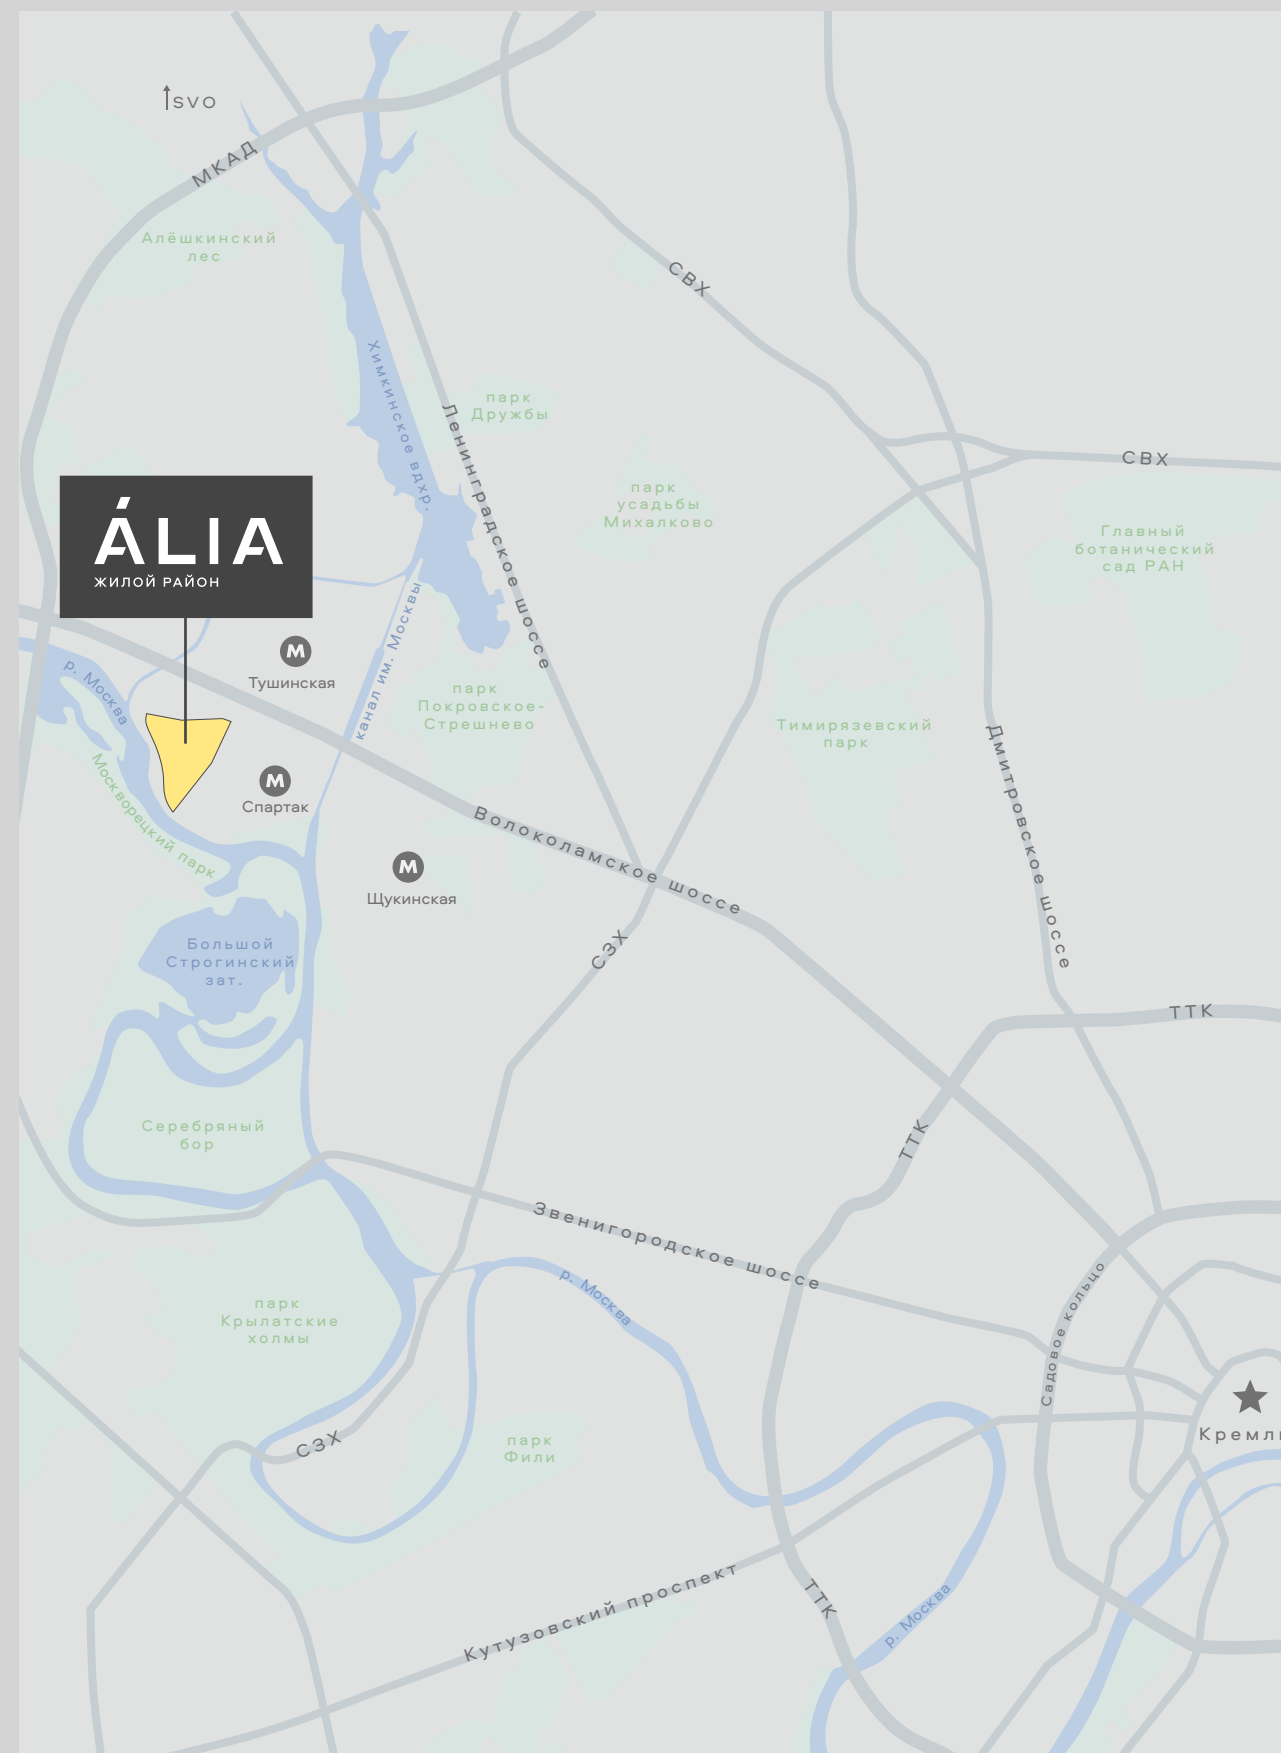 SVO
МКАД
Алёшкинский
лес
СВХ
Химкинское вдхр.
Ленинградское шоссе
парк
Дружбы
СВХ
парк
усадьбы
Михалково
Главный
ботанический
сад РАН
ÁLIA
ЖИЛОЙ РАЙОН
М
Тушинская
р. Москва
канал им. Москвы
парк
Покровское-
Стрешнево
Тимирязевский
парк
Дмитровское шоссе
М
Спартак
Москворецкий парк
Волоколамское шоссе
М
Щукинская
СЗХ
Большой
Строгинский
зат.
ТТК
Серебряный
бор
ТТК
Звенигородское шоссе
р. Москва
Садовое кольцо
парк
Крылатские
холмы
Кремль
СЗХ
парк
Фили
Кутузовский проспект
ТТК
р. Москва